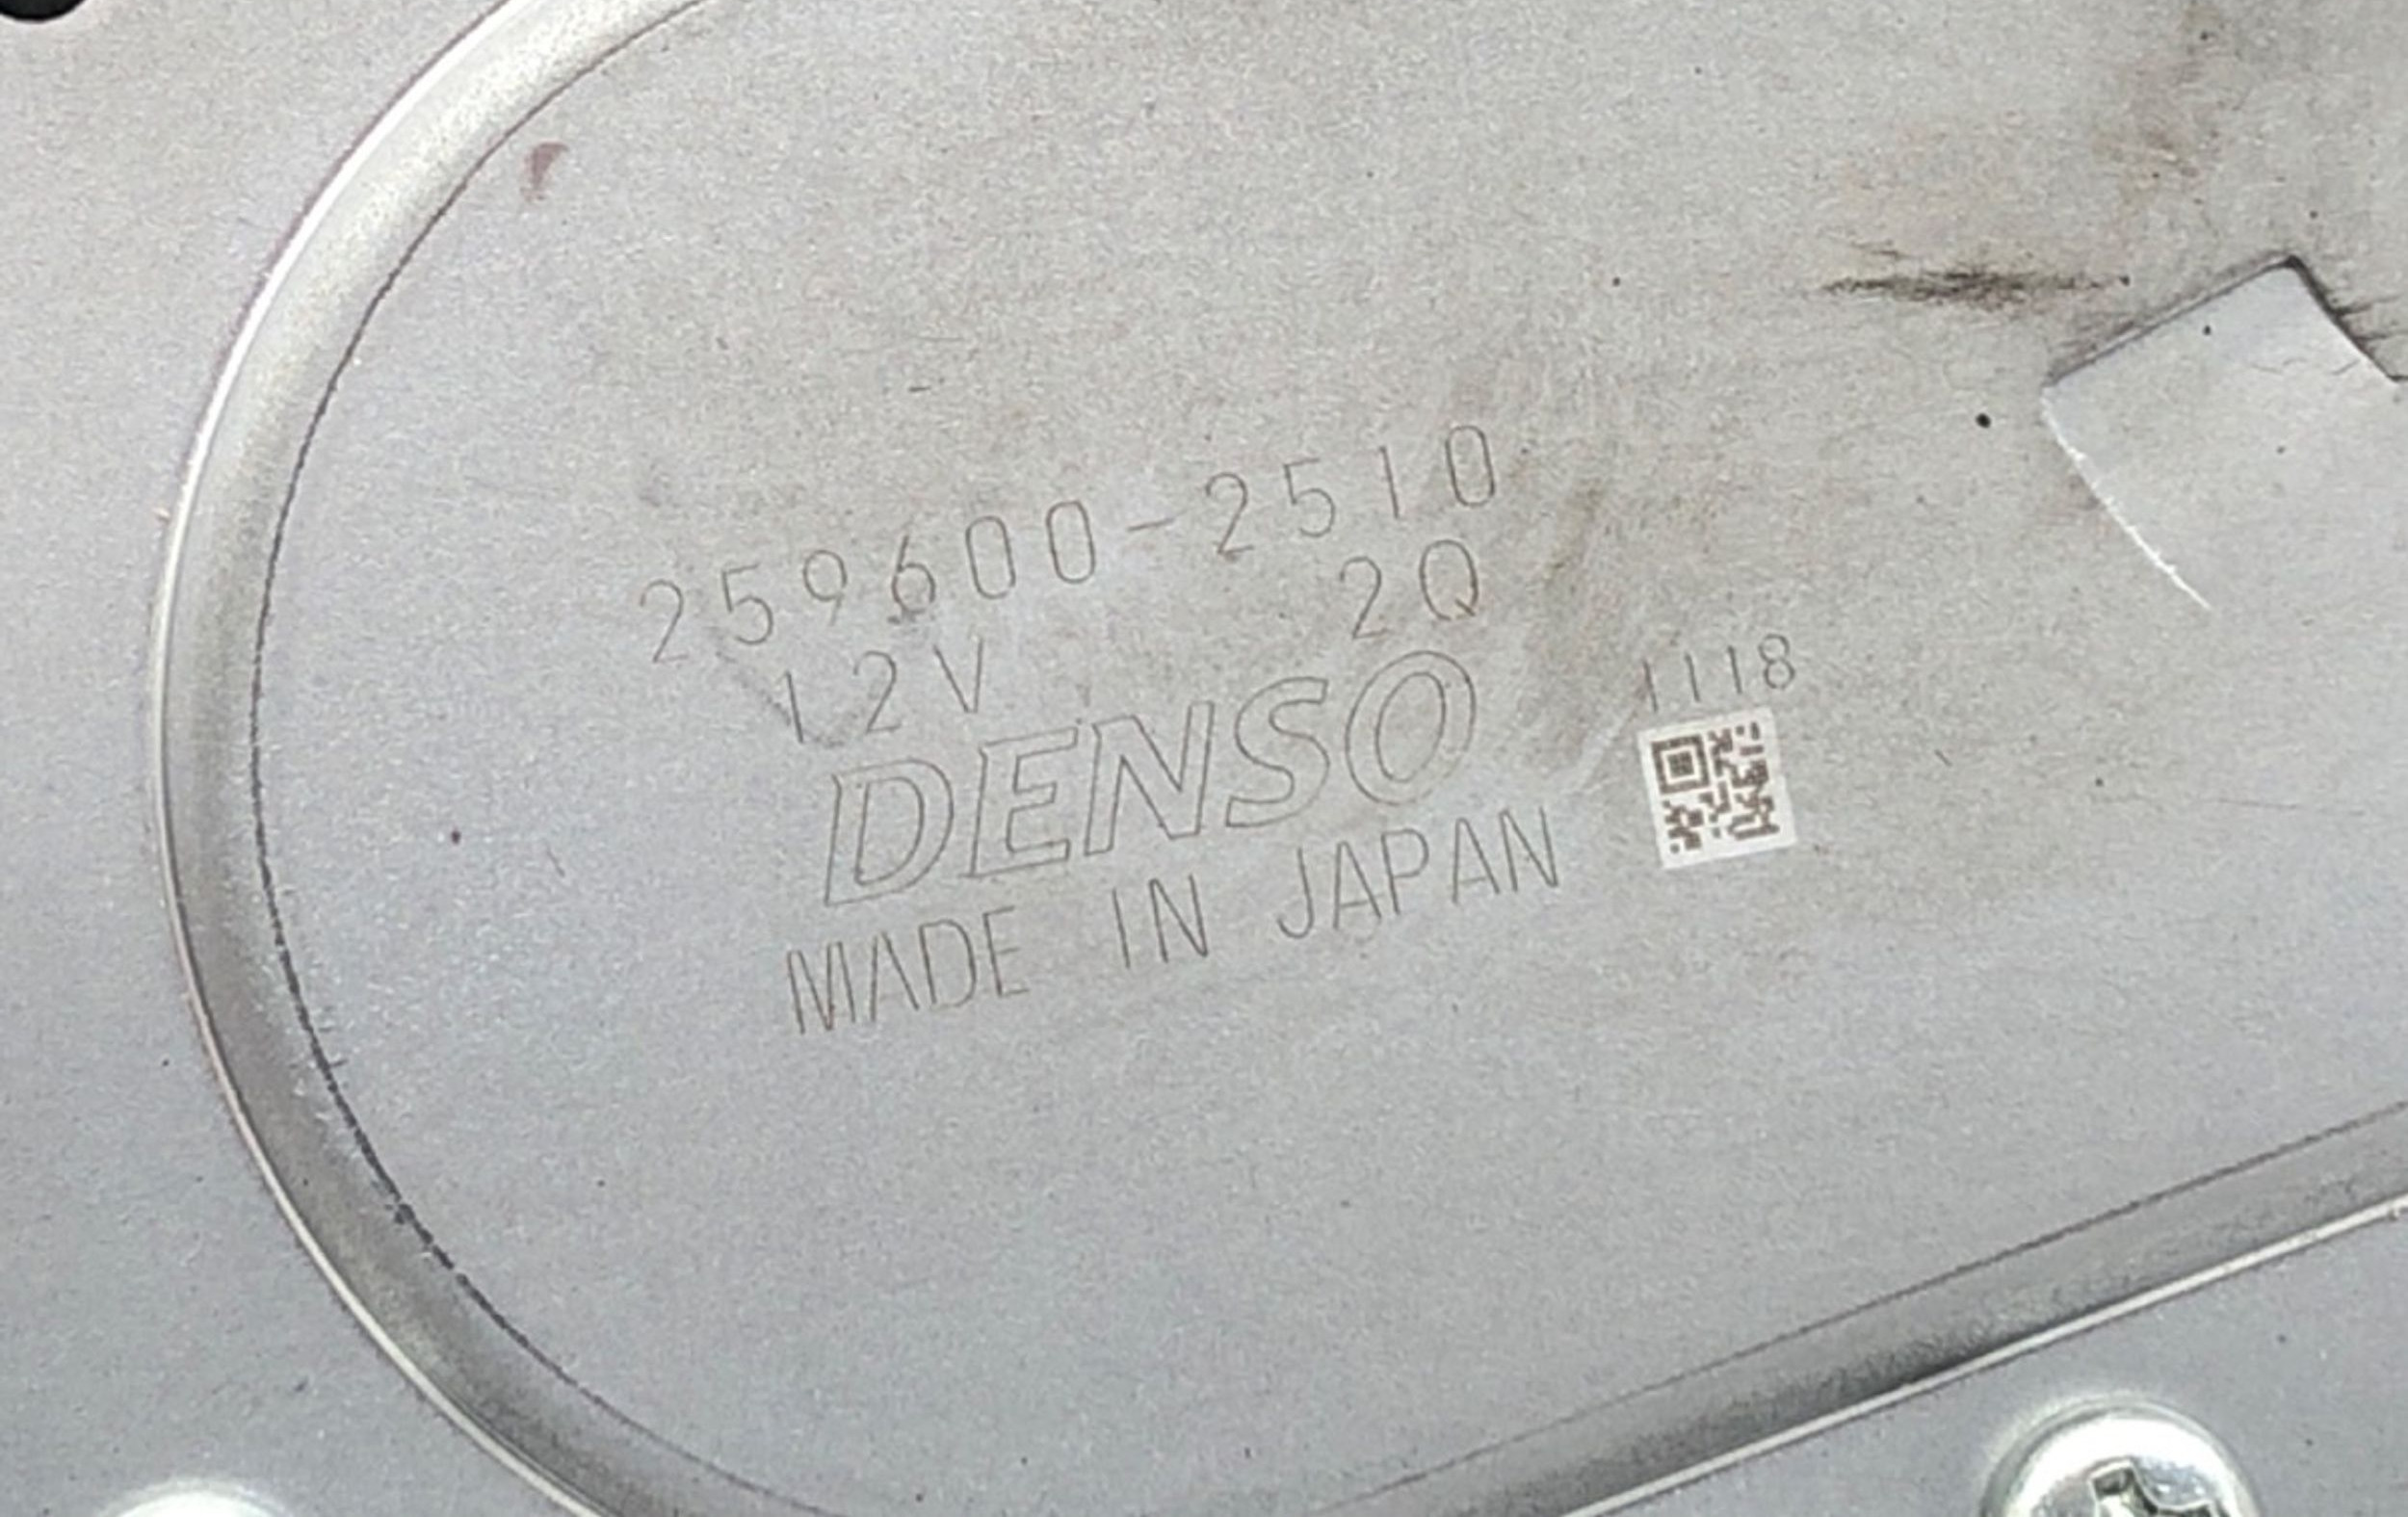 259600-2510
12V 2Q
DENSO
MADE IN JAPAN
1118